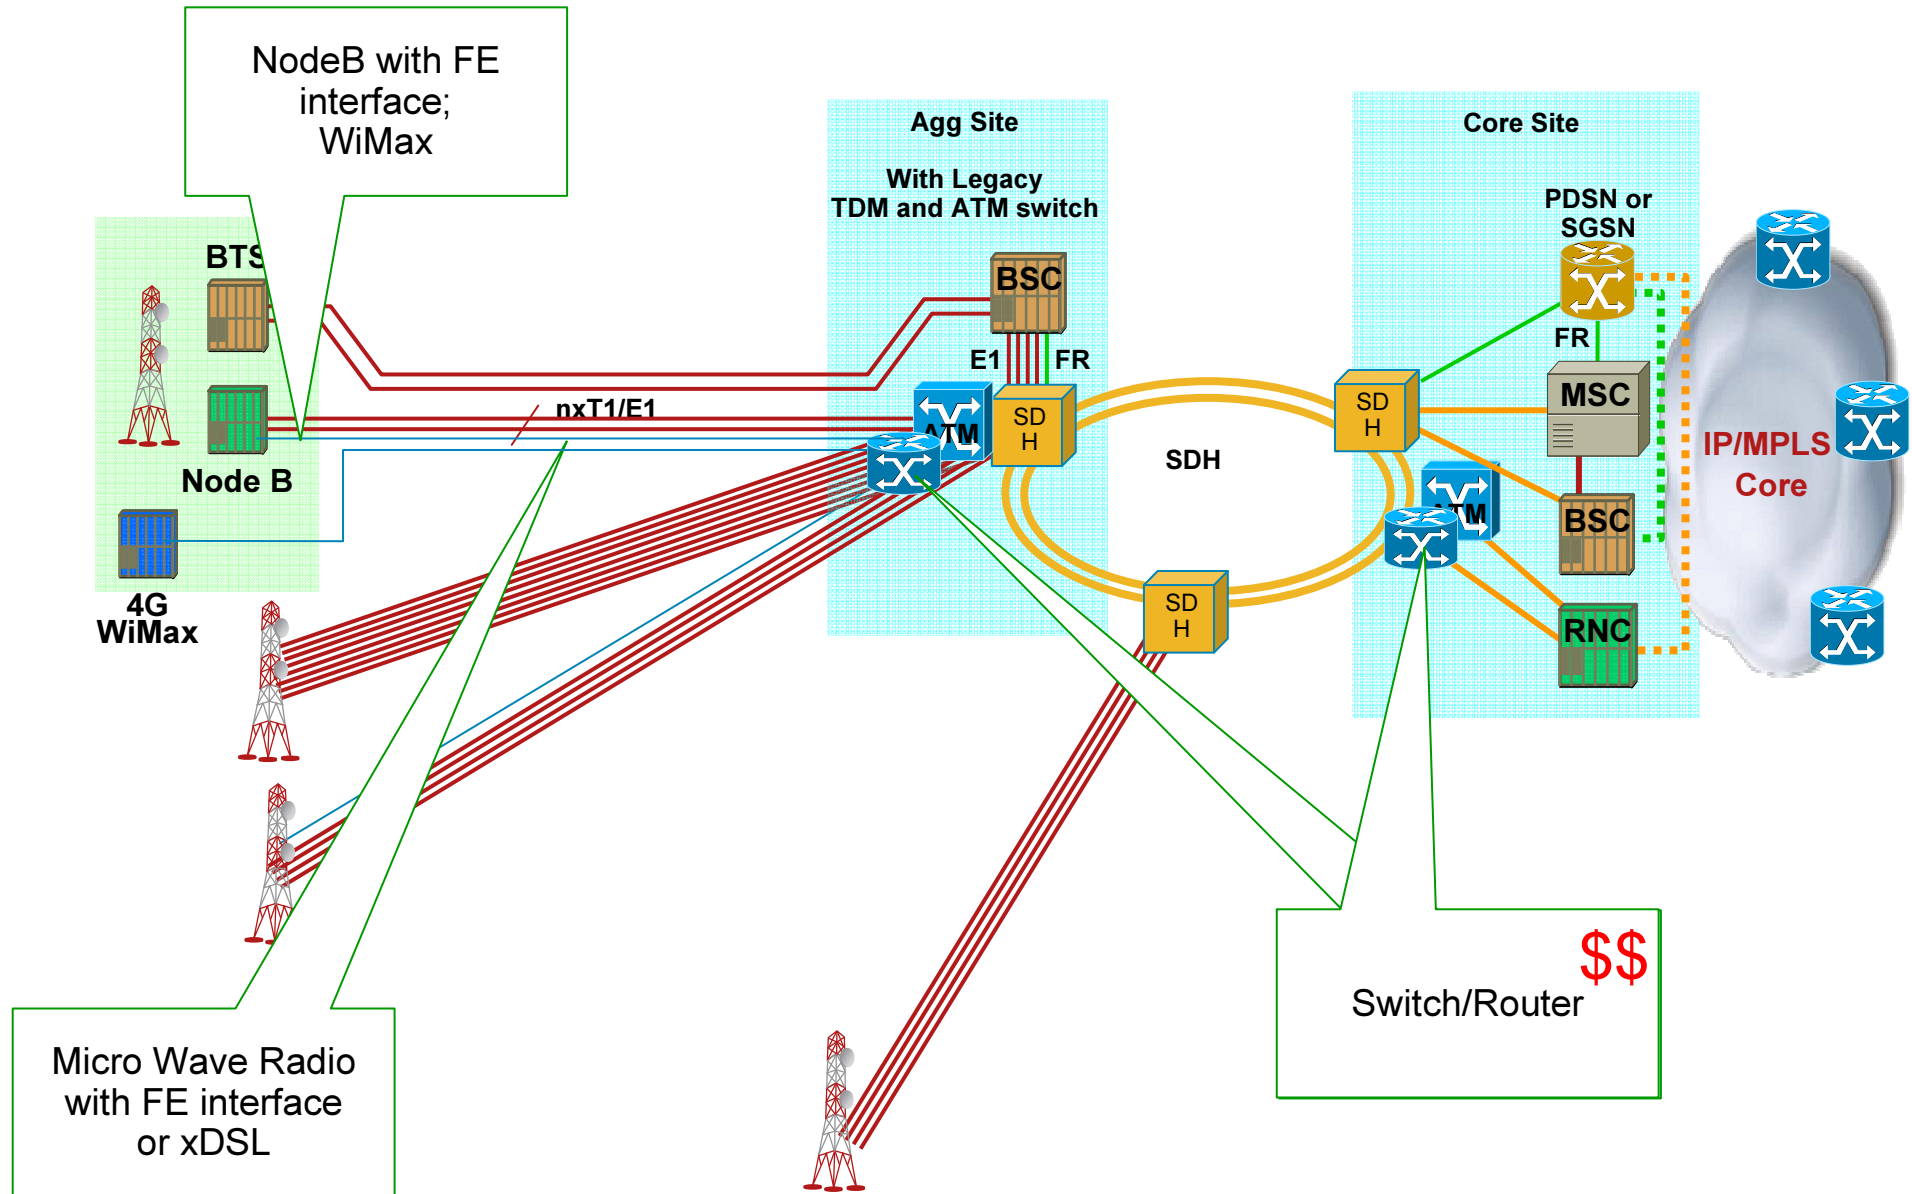 NodeB with FE
interface;
WiMax
Agg Site
With Legacy
TDM and ATM switch
Core Site
PDSN or
SGSN
BTS
BSC
E1
FR
FR
nxT1/E1
ATM
SD
H
SDH
SD
H
MSC
IP/MPLS
Core
Node B
ATM
BSC
4G
WiMax
SD
H
RNC
$$
Switch/Router
Micro Wave Radio
with FE interface
or xDSL